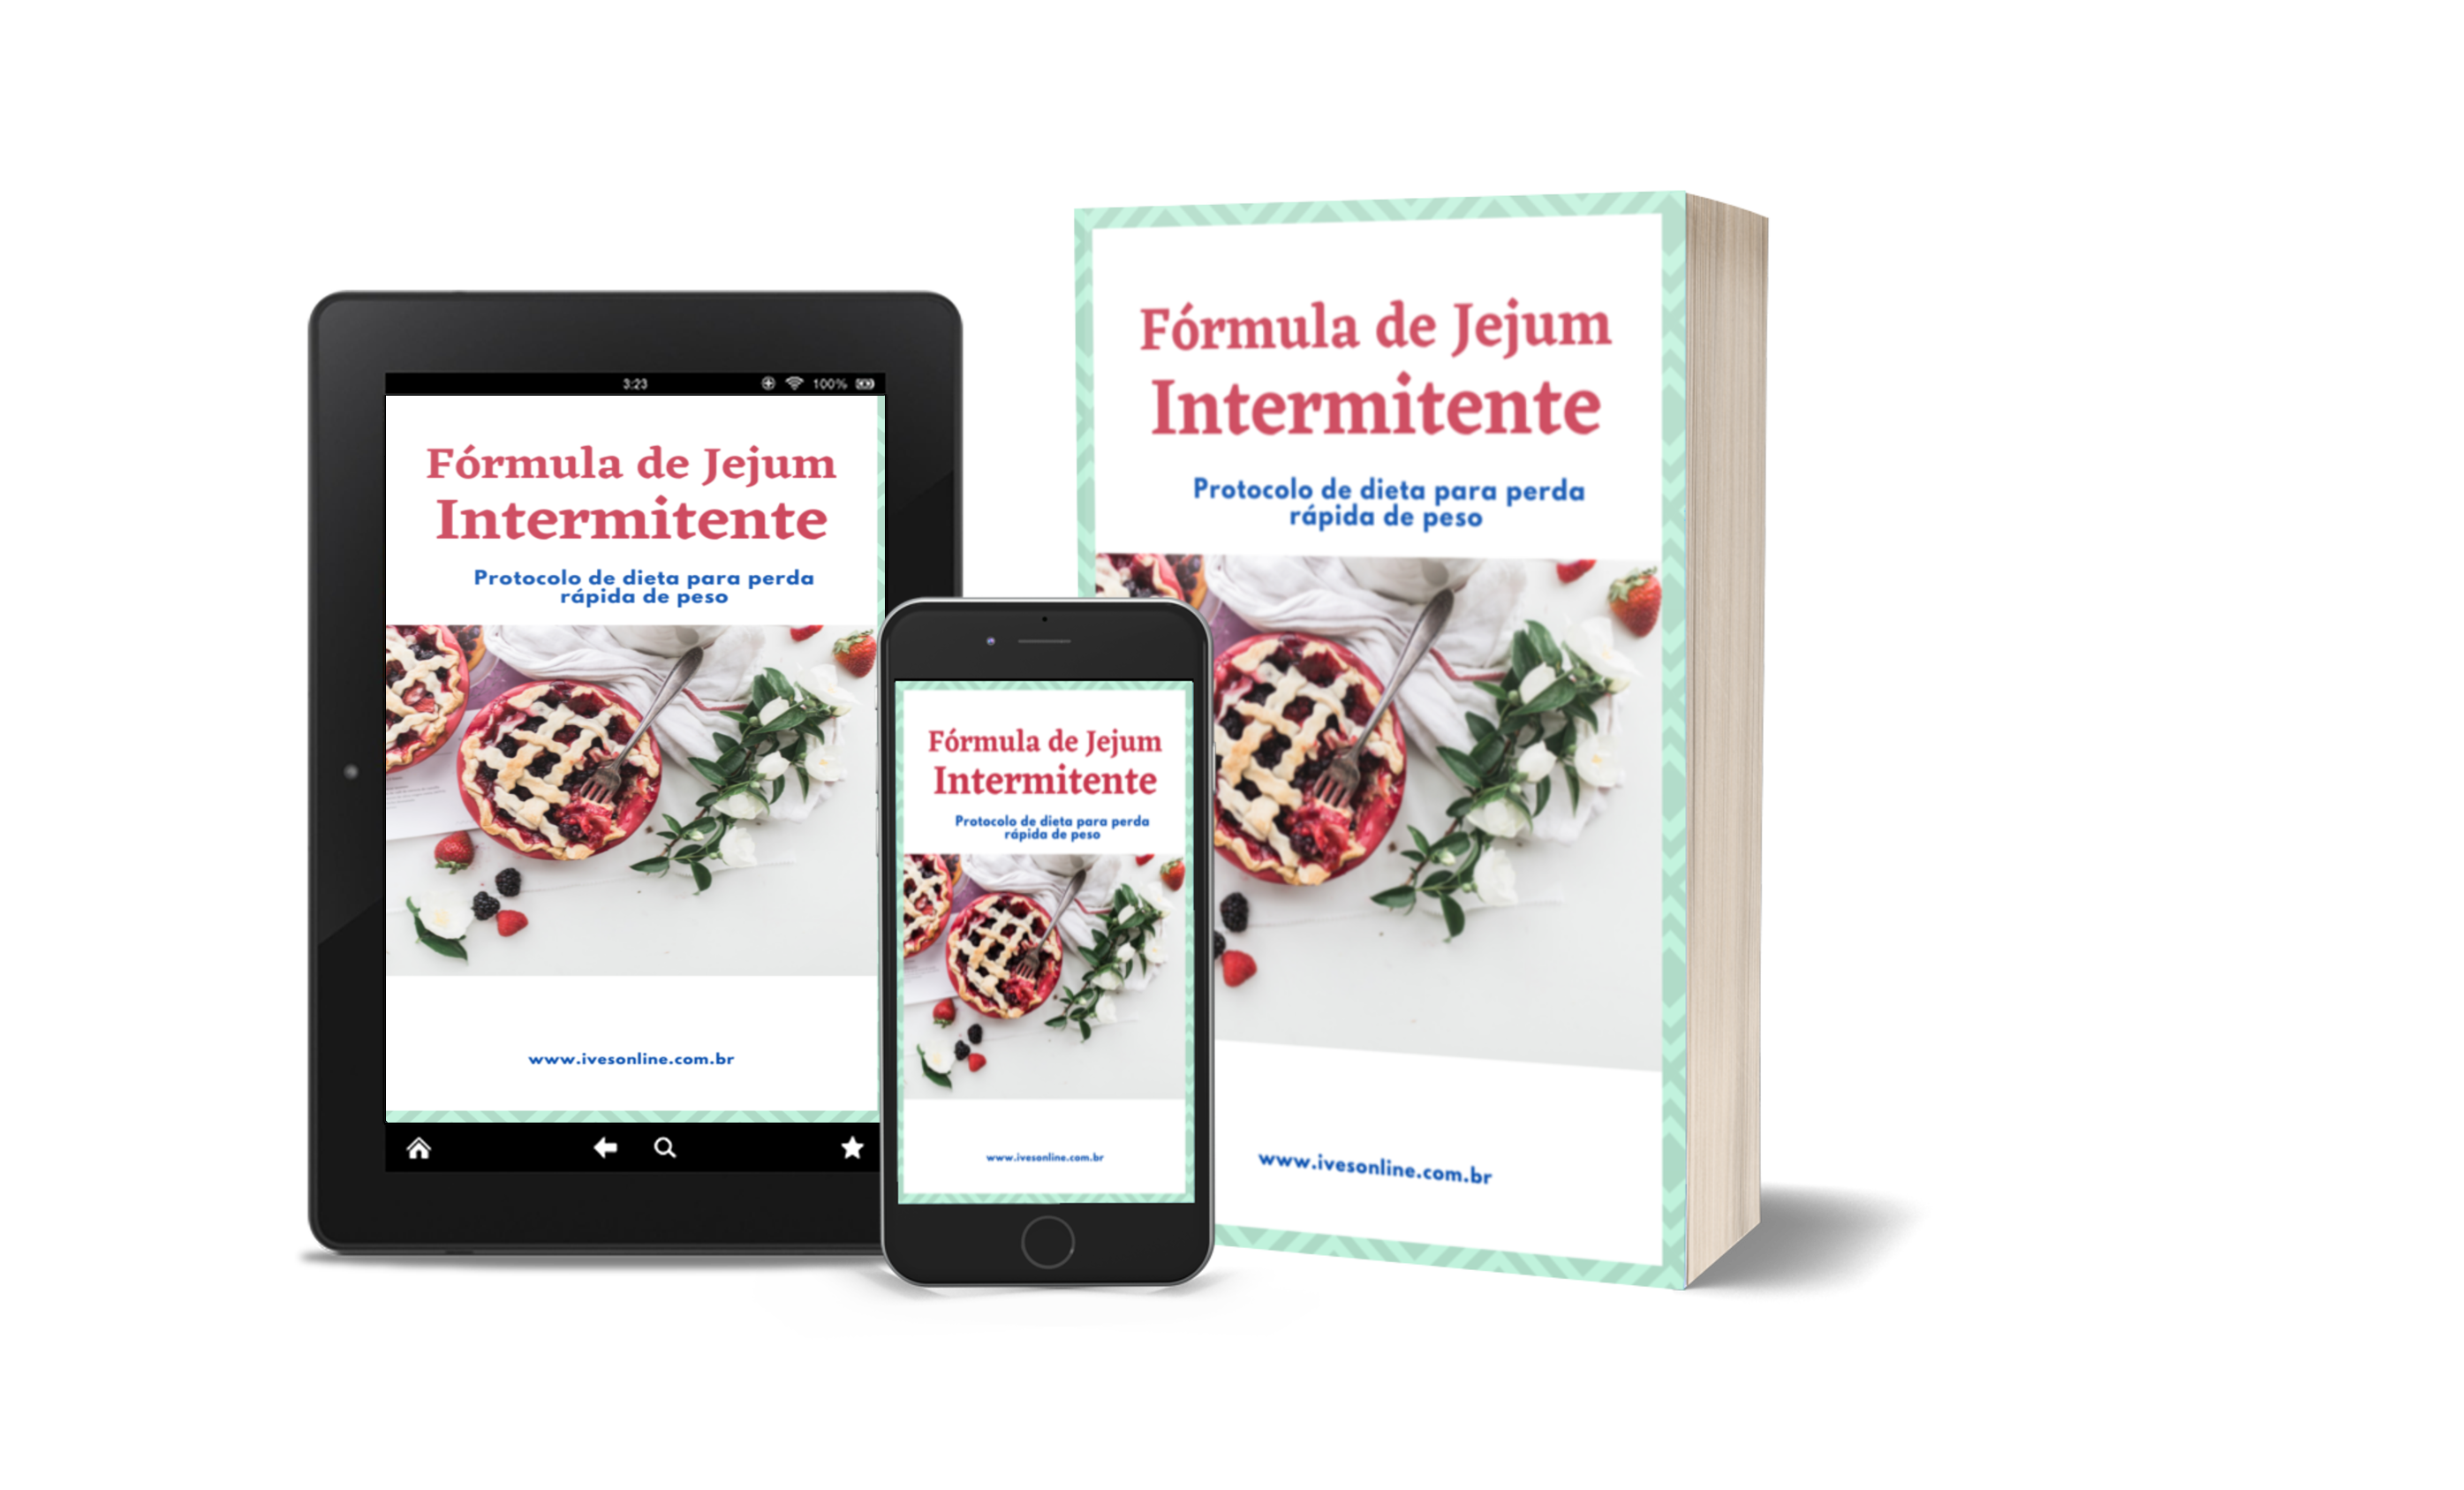 3:23
100%
Fórmula de Jejum
Intermitente
Protocolo de dieta para perda
rápida de peso
www.ivesonline.com.br
Fórmula de Jejum
Intermitente
Protocolo de dieta para perda
rápida de peso
www.ivesonline.com.br
Fórmula de Jejum
Intermitente
Protocolo de dieta para perda
rápida de peso
www.ivesonline.com.br